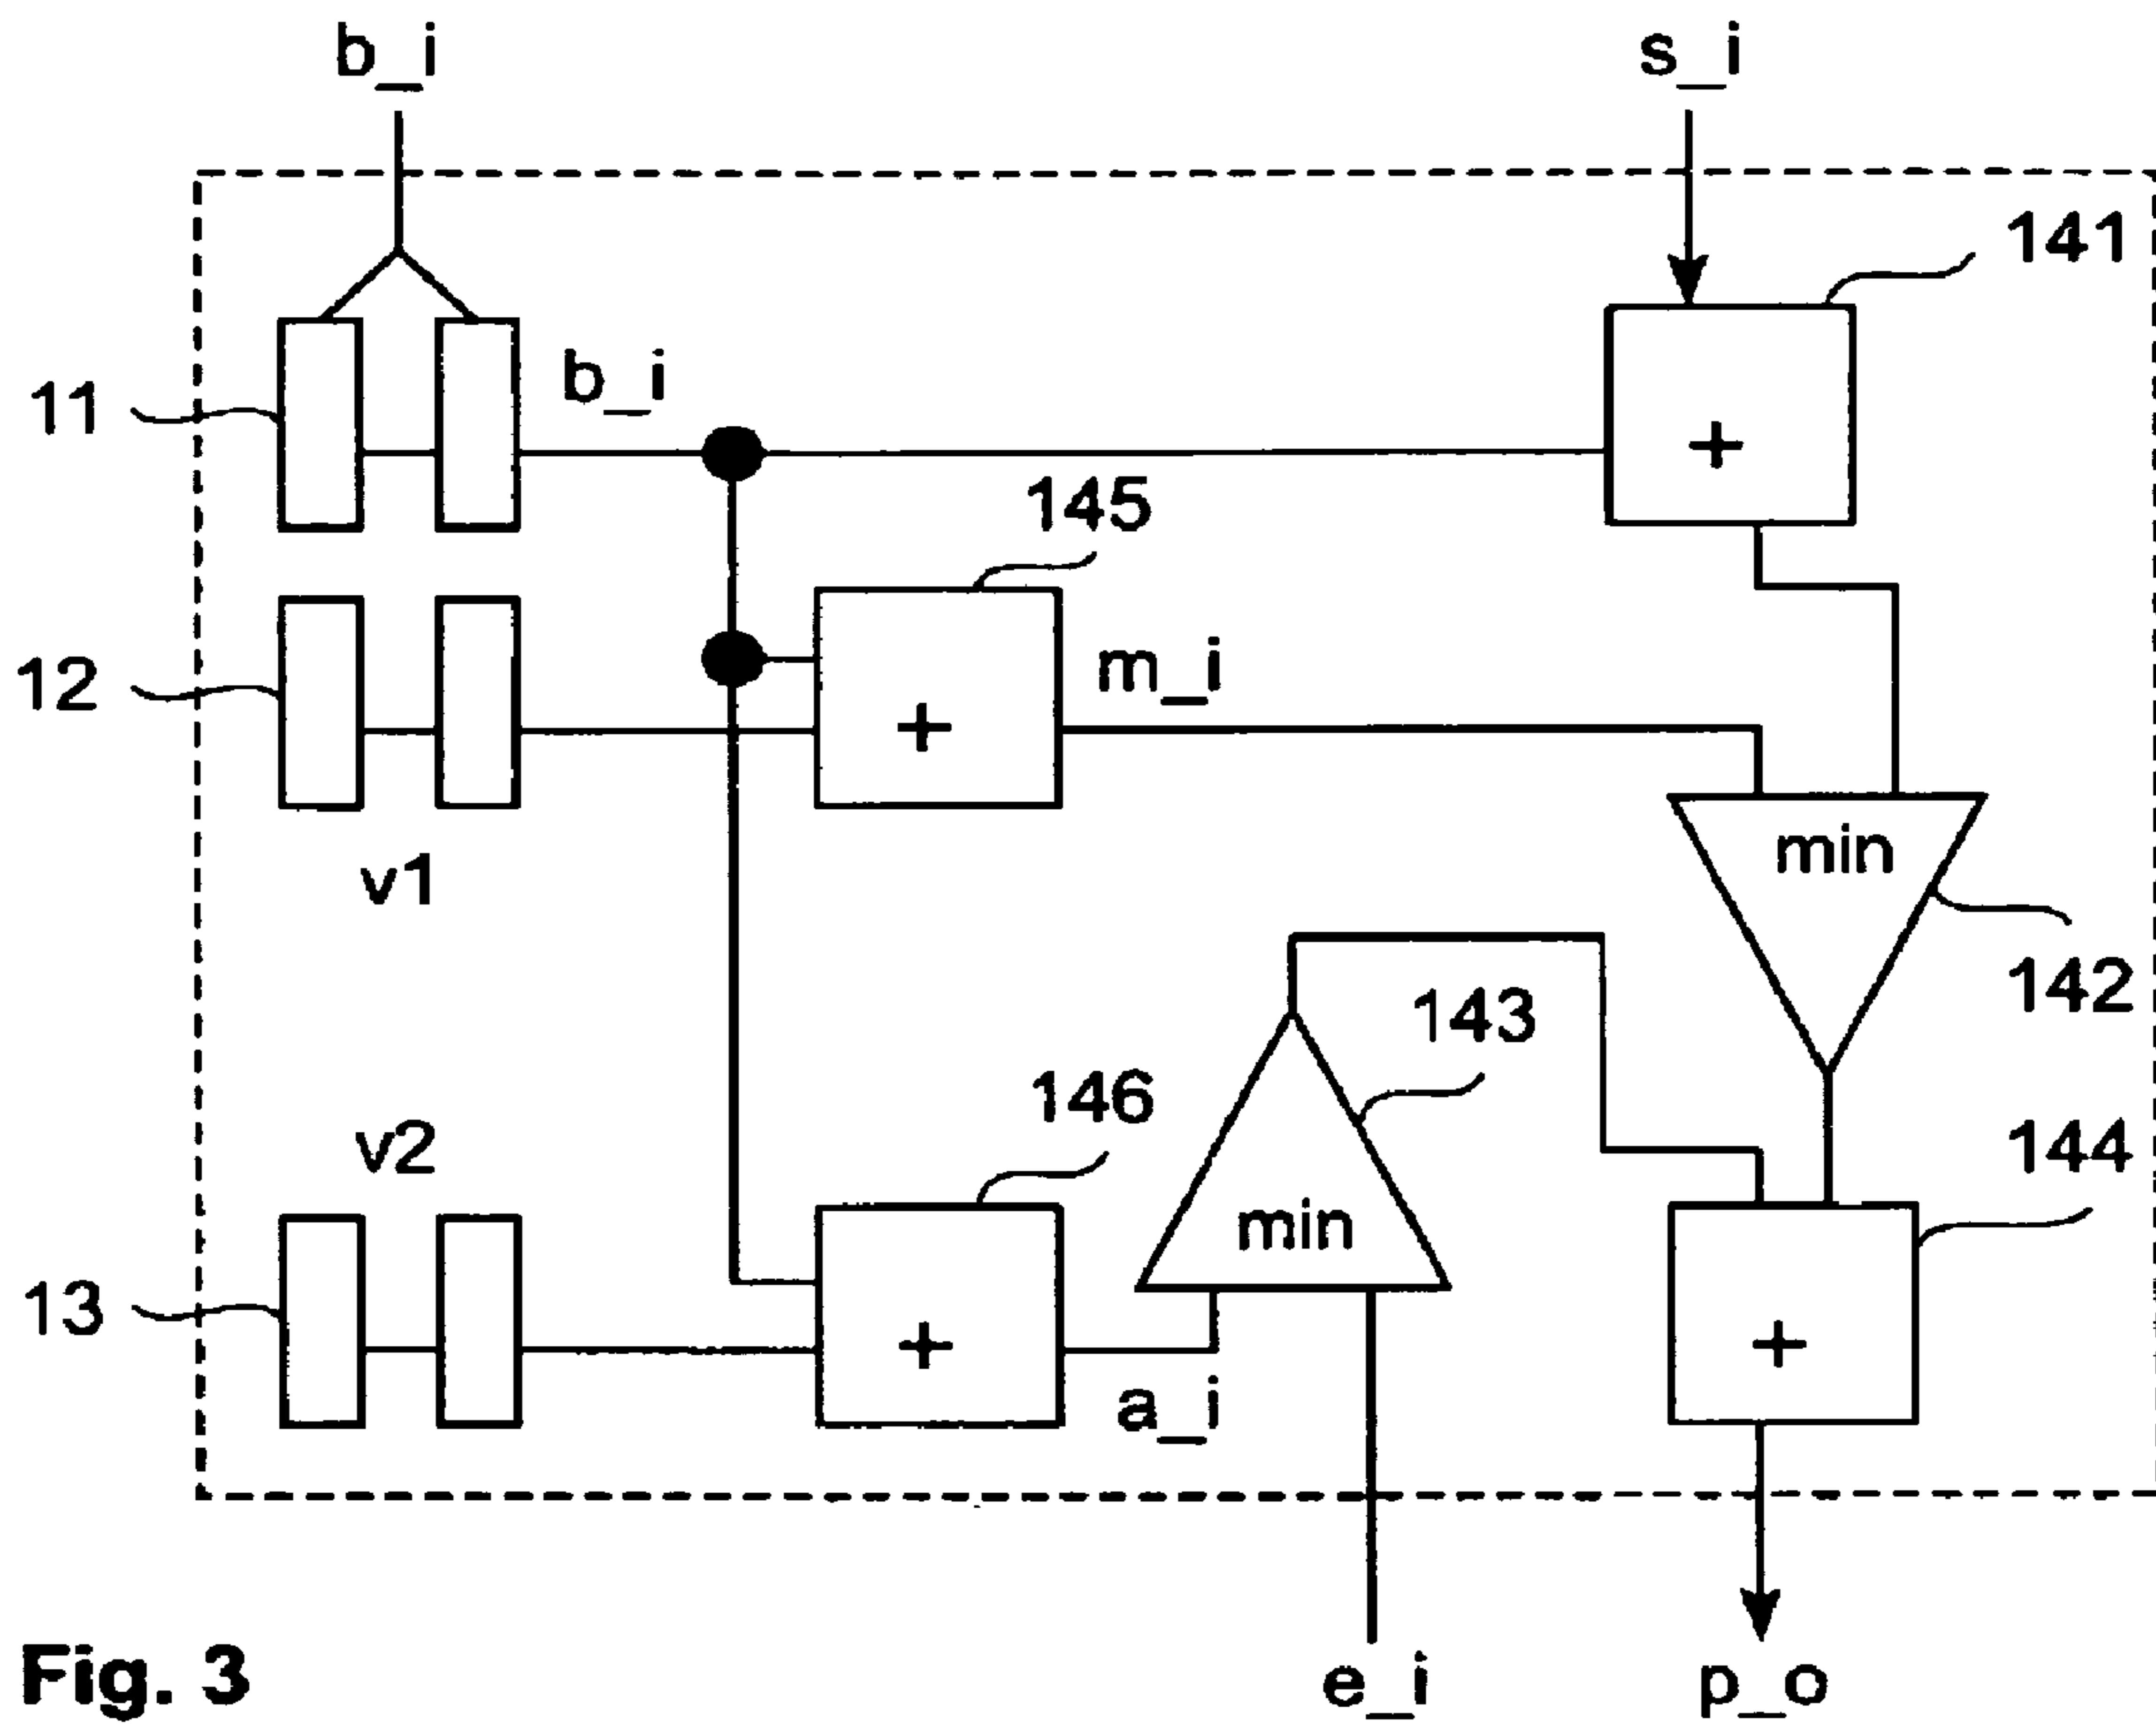 b_i
s_i
141
11
b_i
145
+
12
m_i
+
min
v1
142
143
146
v2
144
min
13
+
+
a_i
Fig. 3
e_i
p_o